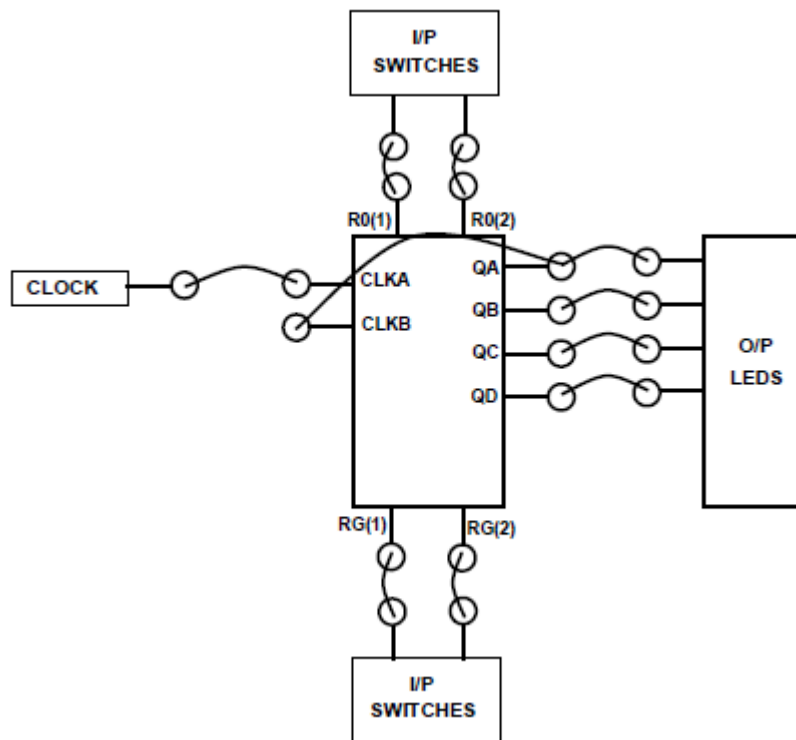 I/P
SWITCHES
R0(1)
R0(2)
CLOCK
CLKA
CLKB
QA
QB
QC
QD
O/P
LEDS
RG(1)
RG(2)
I/P
SWITCHES